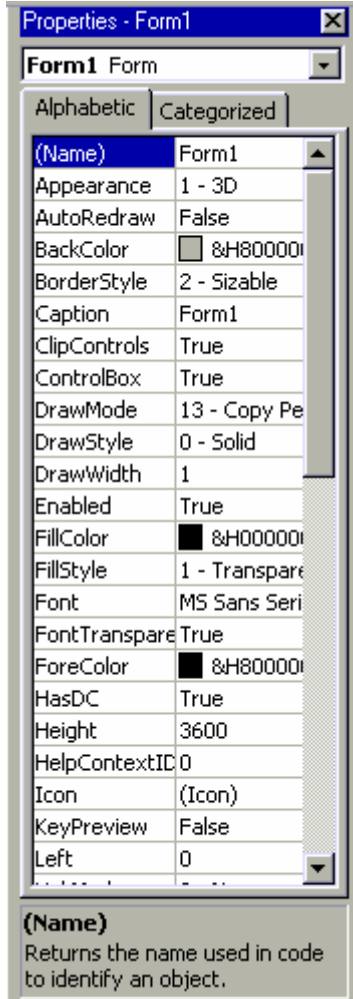 Properties - Form1
Form1 Form
Alphabetic Categorized
(Name) Form1
Appearance 1 - 3D
AutoRedraw False
BackColor &H800000
BorderStyle 2 - Sizable
Caption Form1
ClipControls True
ControlBox True
DrawMode 13 - Copy Pe
DrawStyle 0 - Solid
DrawWidth 1
Enabled True
FillColor &H000000
FillStyle 1 - Transpare
Font MS Sans Seri
FontTranspare True
ForeColor &H800000
HasDC True
Height 3600
HelpContextID 0
Icon (Icon)
KeyPreview False
Left 0
(Name)
Returns the name used in code
to identify an object.